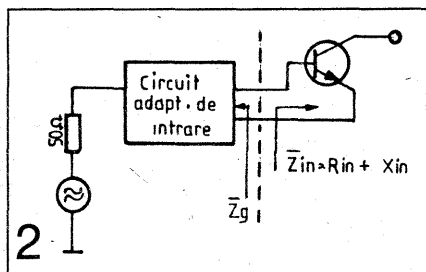 Circuit
adapt. de
intrare
50Ω
Z̅in≈Rin + Xin
Z̅g
2